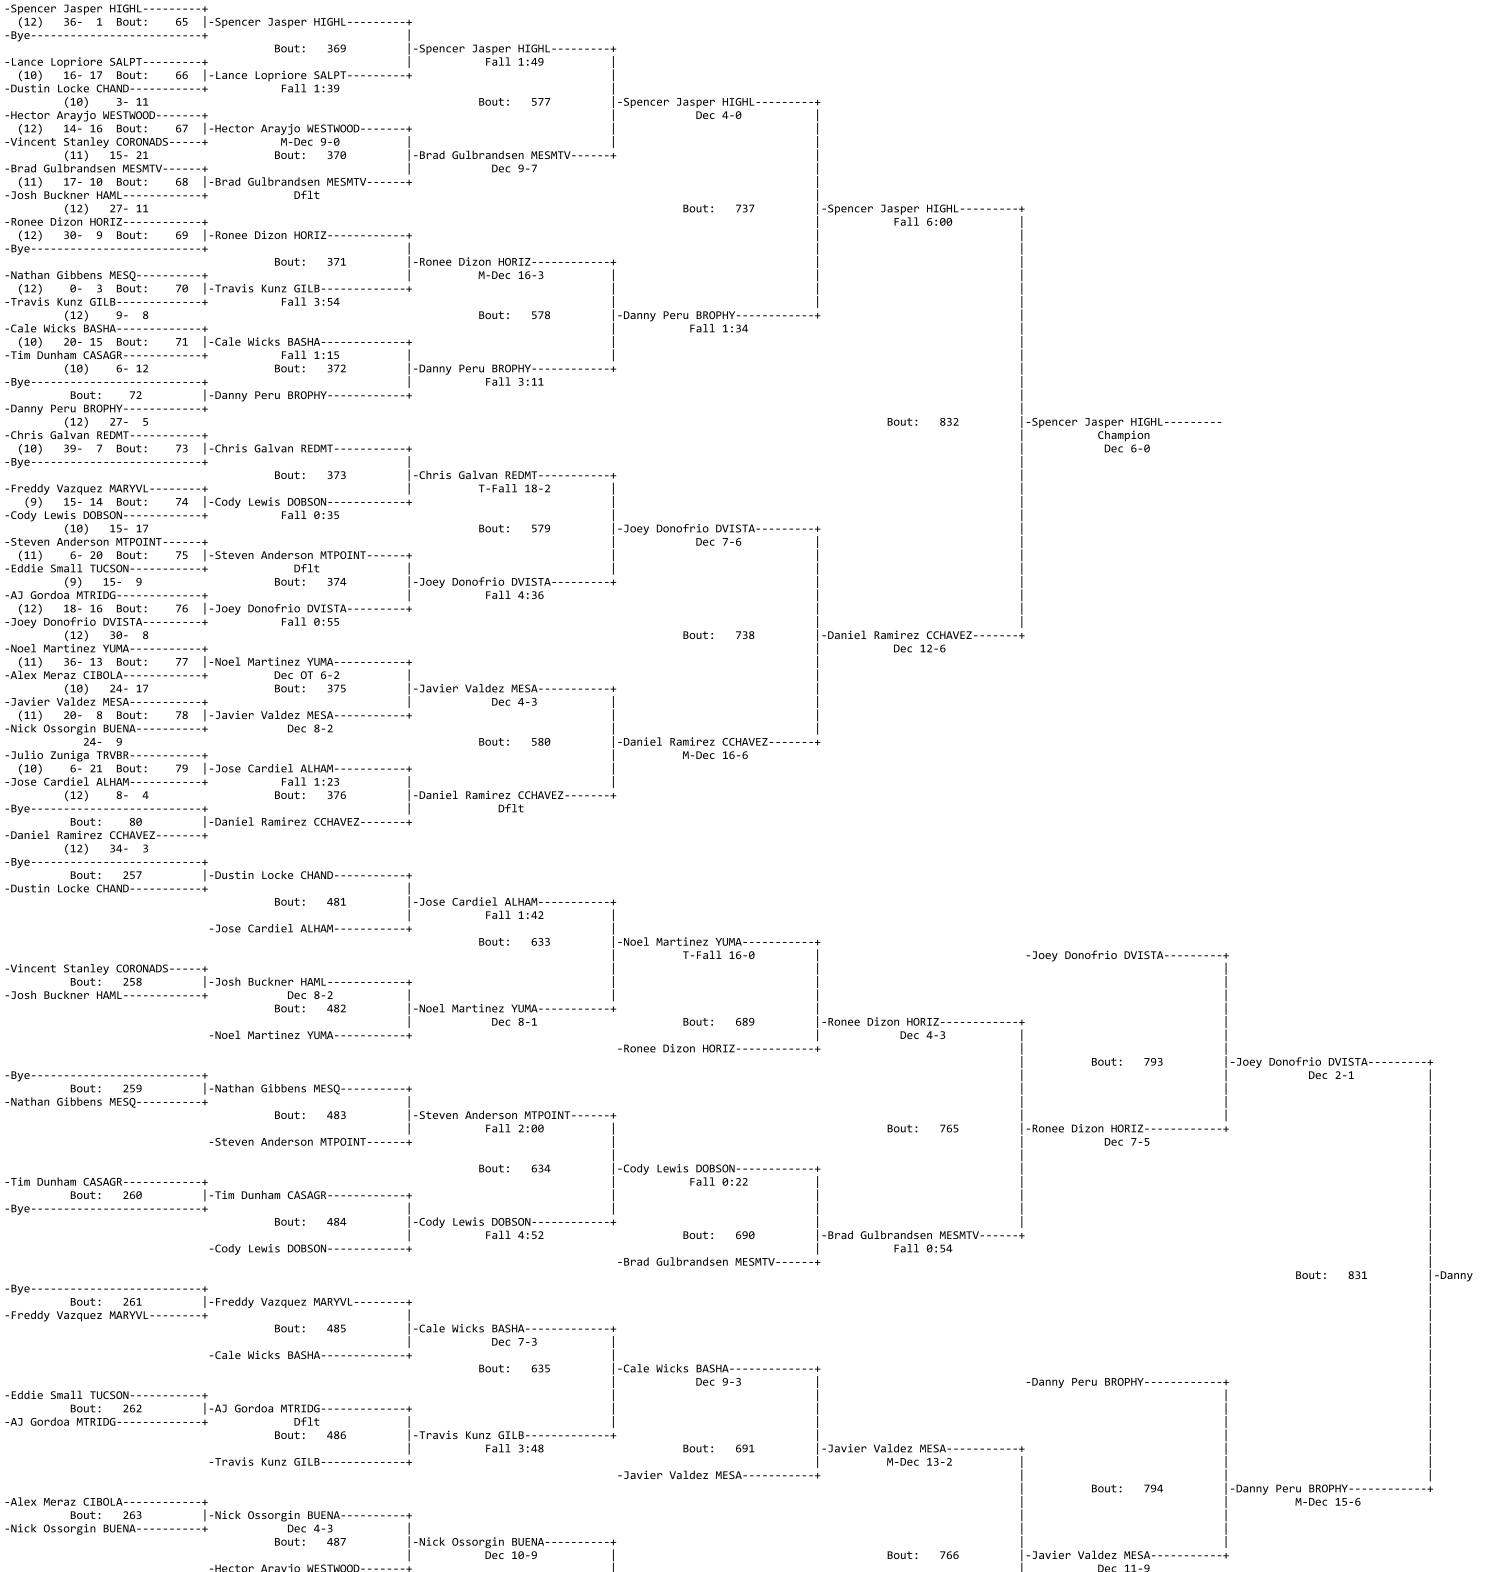 -Spencer Jasper HIGHL---------+
(12) 36- 1 Bout: 65 |-Spencer Jasper HIGHL---------+
-Bye--------------------------+ |
Bout: 369 |-Spencer Jasper HIGHL---------+
-Lance Lopriore SALPT---------+ | Fall 1:49 |
(10) 16- 17 Bout: 66 |-Lance Lopriore SALPT---------+ |
-Dustin Locke CHAND-----------+ Fall 1:39 |
(10) 3- 11 Bout: 577 |-Spencer Jasper HIGHL---------+
-Hector Arayjo WESTWOOD-------+ | Dec 4-0 |
(12) 14- 16 Bout: 67 |-Hector Arayjo WESTWOOD-------+ | |
-Vincent Stanley CORONADS-----+ M-Dec 9-0 | | |
(11) 15- 21 Bout: 370 |-Brad Gulbrandsen MESMTV------+ |
-Brad Gulbrandsen MESMTV------+ | Dec 9-7 |
(11) 17- 10 Bout: 68 |-Brad Gulbrandsen MESMTV------+ |
-Josh Buckner HAML------------+ Dflt |
(12) 27- 11 Bout: 737 |-Spencer Jasper HIGHL---------+
-Ronee Dizon HORIZ------------+ | Fall 6:00 |
(12) 30- 9 Bout: 69 |-Ronee Dizon HORIZ------------+ | |
-Bye--------------------------+ | | |
Bout: 371 |-Ronee Dizon HORIZ------------+ | |
-Nathan Gibbens MESQ----------+ | M-Dec 16-3 | | |
(12) 0- 3 Bout: 70 |-Travis Kunz GILB-------------+ | | |
-Travis Kunz GILB-------------+ Fall 3:54 | | |
(12) 9- 8 Bout: 578 |-Danny Peru BROPHY------------+ |
-Cale Wicks BASHA-------------+ | Fall 1:34 |
(10) 20- 15 Bout: 71 |-Cale Wicks BASHA-------------+ | |
-Tim Dunham CASAGR------------+ Fall 1:15 | | |
(10) 6- 12 Bout: 372 |-Danny Peru BROPHY------------+ |
-Bye--------------------------+ | Fall 3:11 |
Bout: 72 |-Danny Peru BROPHY------------+ |
-Danny Peru BROPHY------------+ |
(12) 27- 5 Bout: 832 |-Spencer Jasper HIGHL---------
-Chris Galvan REDMT-----------+ | Champion
(10) 39- 7 Bout: 73 |-Chris Galvan REDMT-----------+ | Dec 6-0
-Bye--------------------------+ | |
Bout: 373 |-Chris Galvan REDMT-----------+ |
-Freddy Vazquez MARYVL--------+ | T-Fall 18-2 | |
(9) 15- 14 Bout: 74 |-Cody Lewis DOBSON------------+ | |
-Cody Lewis DOBSON------------+ Fall 0:35 | |
(10) 15- 17 Bout: 579 |-Joey Donofrio DVISTA---------+ |
-Steven Anderson MTPOINT------+ | Dec 7-6 | |
(11) 6- 20 Bout: 75 |-Steven Anderson MTPOINT------+ | | |
-Eddie Small TUCSON-----------+ Dflt | | | |
(9) 15- 9 Bout: 374 |-Joey Donofrio DVISTA---------+ | |
-AJ Gordoa MTRIDG-------------+ | Fall 4:36 | |
(12) 18- 16 Bout: 76 |-Joey Donofrio DVISTA---------+ | |
-Joey Donofrio DVISTA---------+ Fall 0:55 | |
(12) 30- 8 Bout: 738 |-Daniel Ramirez CCHAVEZ-------+
-Noel Martinez YUMA-----------+ | Dec 12-6
(11) 36- 13 Bout: 77 |-Noel Martinez YUMA-----------+ |
-Alex Meraz CIBOLA------------+ Dec OT 6-2 | |
(10) 24- 17 Bout: 375 |-Javier Valdez MESA-----------+ |
-Javier Valdez MESA-----------+ | Dec 4-3 | |
(11) 20- 8 Bout: 78 |-Javier Valdez MESA-----------+ | |
-Nick Ossorgin BUENA----------+ Dec 8-2 | |
24- 9 Bout: 580 |-Daniel Ramirez CCHAVEZ-------+
-Julio Zuniga TRVBR-----------+ | M-Dec 16-6
(10) 6- 21 Bout: 79 |-Jose Cardiel ALHAM-----------+ |
-Jose Cardiel ALHAM-----------+ Fall 1:23 | |
(12) 8- 4 Bout: 376 |-Daniel Ramirez CCHAVEZ-------+
-Bye--------------------------+ | Dflt
Bout: 80 |-Daniel Ramirez CCHAVEZ-------+
-Daniel Ramirez CCHAVEZ-------+
(12) 34- 3
-Bye--------------------------+
Bout: 257 |-Dustin Locke CHAND-----------+
-Dustin Locke CHAND-----------+ |
Bout: 481 |-Jose Cardiel ALHAM-----------+
| Fall 1:42 |
-Jose Cardiel ALHAM-----------+ |
Bout: 633 |-Noel Martinez YUMA-----------+
| T-Fall 16-0 | -Joey Donofrio DVISTA---------+
-Vincent Stanley CORONADS-----+ | | |
Bout: 258 |-Josh Buckner HAML------------+ | | |
-Josh Buckner HAML------------+ Dec 8-2 | | | |
Bout: 482 |-Noel Martinez YUMA-----------+ | |
| Dec 8-1 Bout: 689 |-Ronee Dizon HORIZ------------+ |
-Noel Martinez YUMA-----------+ | Dec 4-3 | |
-Ronee Dizon HORIZ------------+ | |
Bout: 793 |-Joey Donofrio DVISTA---------+
-Bye--------------------------+ | | Dec 2-1 |
Bout: 259 |-Nathan Gibbens MESQ----------+ | | |
-Nathan Gibbens MESQ----------+ | | | |
Bout: 483 |-Steven Anderson MTPOINT------+ | | |
| Fall 2:00 | Bout: 765 |-Ronee Dizon HORIZ------------+ |
-Steven Anderson MTPOINT------+ | | Dec 7-5 |
Bout: 634 |-Cody Lewis DOBSON------------+ | |
-Tim Dunham CASAGR------------+ | Fall 0:22 | | |
Bout: 260 |-Tim Dunham CASAGR------------+ | | | |
-Bye--------------------------+ | | | | |
Bout: 484 |-Cody Lewis DOBSON------------+ | | |
| Fall 4:52 Bout: 690 |-Brad Gulbrandsen MESMTV------+ |
-Cody Lewis DOBSON------------+ | Fall 0:54 |
-Brad Gulbrandsen MESMTV------+ |
Bout: 831 |-Danny
-Bye--------------------------+ |
Bout: 261 |-Freddy Vazquez MARYVL--------+ |
-Freddy Vazquez MARYVL--------+ | |
Bout: 485 |-Cale Wicks BASHA-------------+ |
| Dec 7-3 | |
-Cale Wicks BASHA-------------+ | |
Bout: 635 |-Cale Wicks BASHA-------------+ |
| Dec 9-3 | -Danny Peru BROPHY------------+ |
-Eddie Small TUCSON-----------+ | | | |
Bout: 262 |-AJ Gordoa MTRIDG-------------+ | | | |
-AJ Gordoa MTRIDG-------------+ Dflt | | | | |
Bout: 486 |-Travis Kunz GILB-------------+ | | |
| Fall 3:48 Bout: 691 |-Javier Valdez MESA-----------+ | |
-Travis Kunz GILB-------------+ | M-Dec 13-2 | | |
-Javier Valdez MESA-----------+ | | |
Bout: 794 |-Danny Peru BROPHY------------+
-Alex Meraz CIBOLA------------+ | | M-Dec 15-6
Bout: 263 |-Nick Ossorgin BUENA----------+ | |
-Nick Ossorgin BUENA----------+ Dec 4-3 | | |
Bout: 487 |-Nick Ossorgin BUENA----------+ | |
| Dec 10-9 | Bout: 766 |-Javier Valdez MESA-----------+
-Hector Arayjo WESTWOOD-------+ | | Dec 11-9